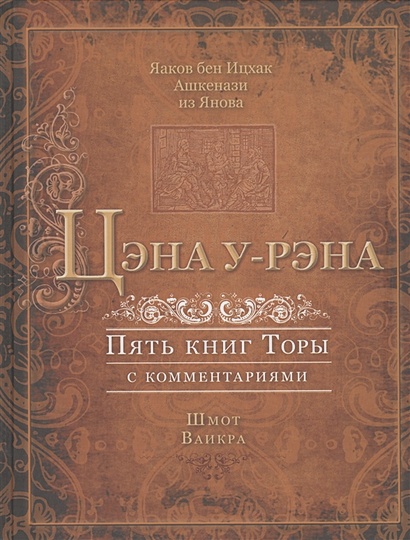 Яаков бен Ицхак
Ашкенази
из Янова
Цэна у-рэна
Пять книг Торы
с комментариями
Шмот
Ваикра